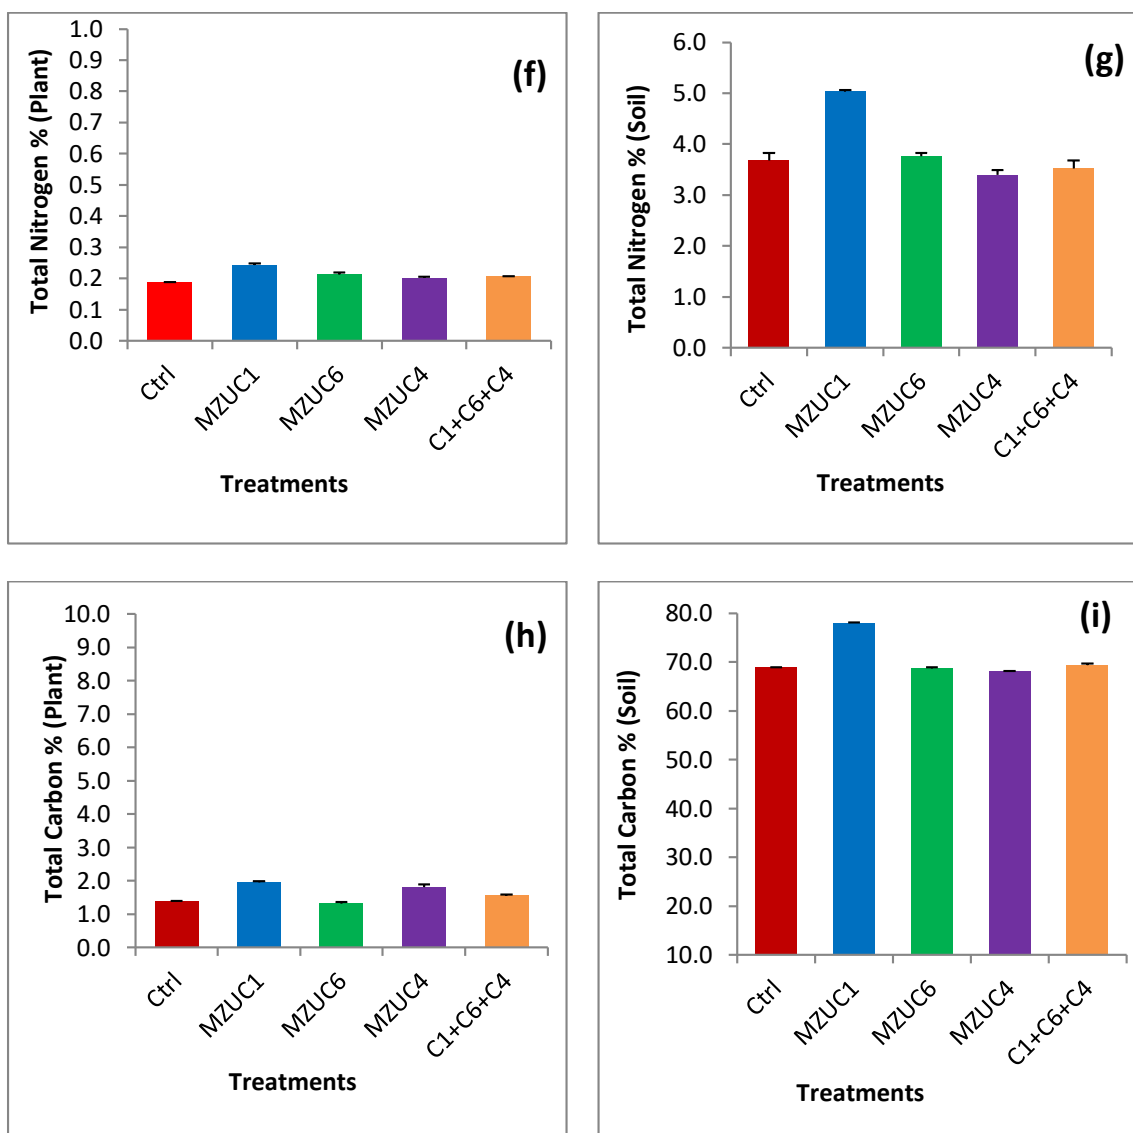 (f)
Total Nitrogen % (Plant)
1.0
0.9
0.8
0.7
0.6
0.5
0.4
0.3
0.2
0.1
0.0
Ctrl
MZUC1
MZUC6
MZUC4
C1+C6+C4
Treatments
(g)
Total Nitrogen % (Soil)
6.0
5.0
4.0
3.0
2.0
1.0
0.0
Ctrl
MZUC1
MZUC6
MZUC4
C1+C6+C4
Treatments
(h)
Total Carbon % (Plant)
10.0
9.0
8.0
7.0
6.0
5.0
4.0
3.0
2.0
1.0
0.0
Ctrl
MZUC1
MZUC6
MZUC4
C1+C6+C4
Treatments
(i)
Total Carbon % (Soil)
80.0
70.0
60.0
50.0
40.0
30.0
20.0
10.0
Ctrl
MZUC1
MZUC6
MZUC4
C1+C6+C4
Treatments